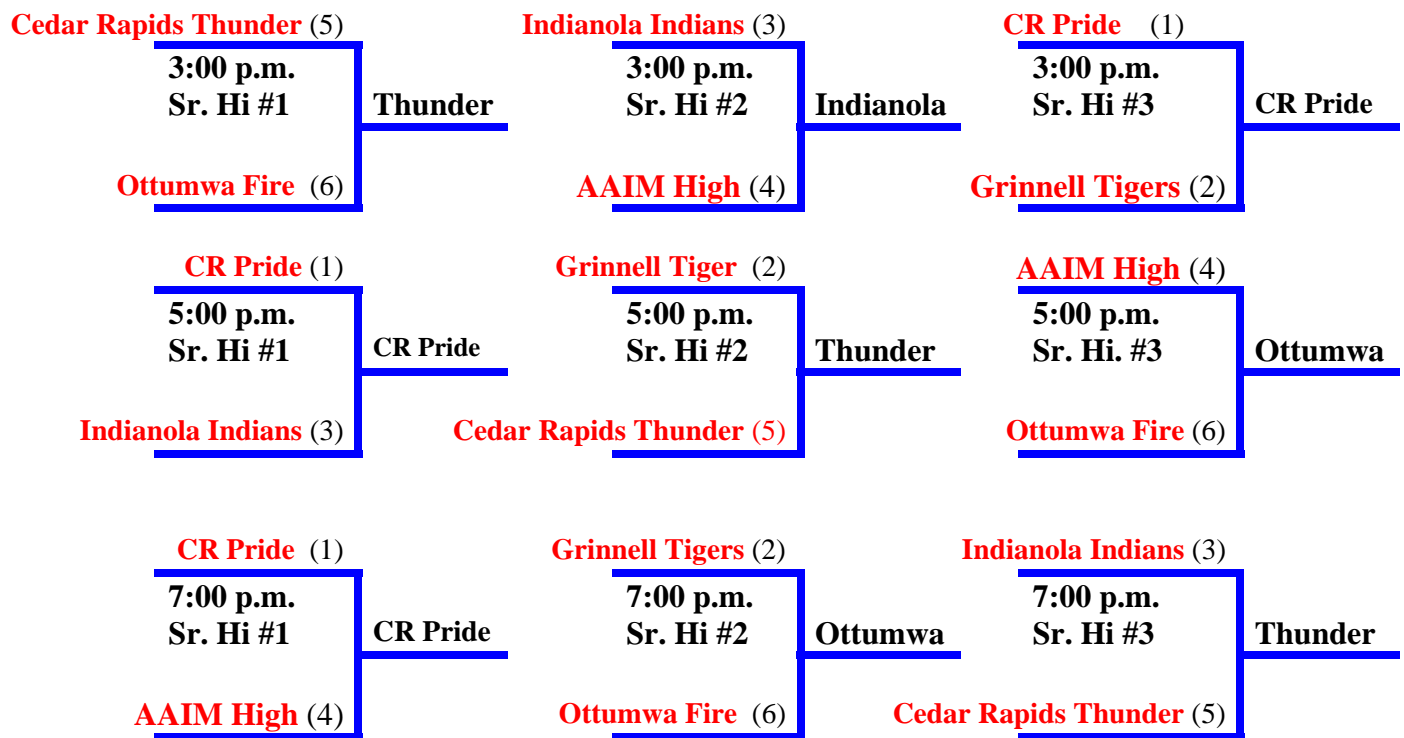 Cedar Rapids Thunder (5)
3:00 p.m.
Sr. Hi #1
Thunder
Ottumwa Fire (6)
Indianola Indians (3)
3:00 p.m.
Sr. Hi #2
Indianola
AAIM High (4)
CR Pride (1)
3:00 p.m.
Sr. Hi #3
CR Pride
Grinnell Tigers (2)
CR Pride (1)
5:00 p.m.
Sr. Hi #1
CR Pride
Indianola Indians (3)
Grinnell Tiger (2)
5:00 p.m.
Sr. Hi #2
Thunder
Cedar Rapids Thunder (5)
AAIM High (4)
5:00 p.m.
Sr. Hi. #3
Ottumwa
Ottumwa Fire (6)
CR Pride (1)
7:00 p.m.
Sr. Hi #1
CR Pride
AAIM High (4)
Grinnell Tigers (2)
7:00 p.m.
Sr. Hi #2
Ottumwa
Ottumwa Fire (6)
Indianola Indians (3)
7:00 p.m.
Sr. Hi #3
Thunder
Cedar Rapids Thunder (5)